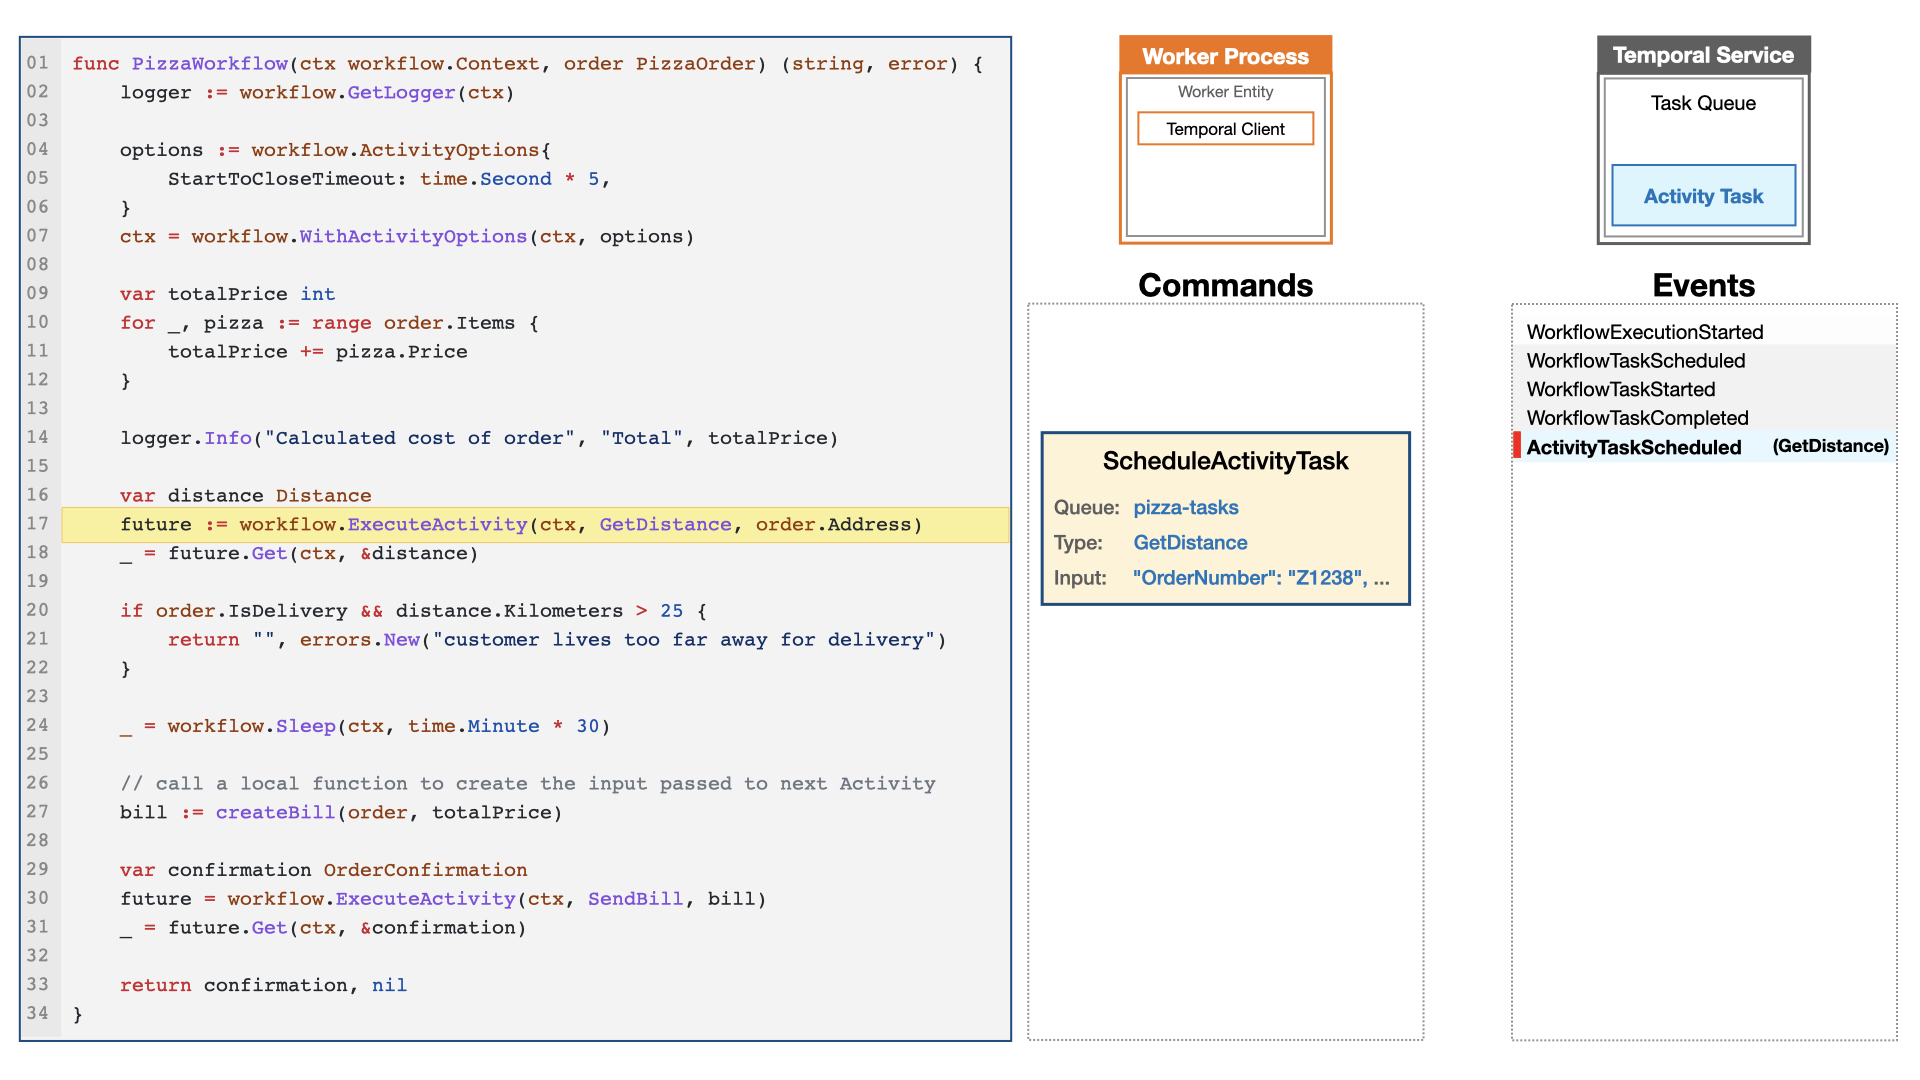 01 func PizzaWorkflow(ctx workflow.Context, order PizzaOrder) (string, error) {
02     logger := workflow.GetLogger(ctx)
03
04     options := workflow.ActivityOptions{
05         StartToCloseTimeout: time.Second * 5,
06     }
07     ctx = workflow.WithActivityOptions(ctx, options)
08
09     var totalPrice int
10     for _, pizza := range order.Items {
11         totalPrice += pizza.Price
12     }
13
14     logger.Info("Calculated cost of order", "Total", totalPrice)
15
16     var distance Distance
17     future := workflow.ExecuteActivity(ctx, GetDistance, order.Address)
18     _ = future.Get(ctx, &distance)
19
20     if order.IsDelivery && distance.Kilometers > 25 {
21         return "", errors.New("customer lives too far away for delivery")
22     }
23
24     _ = workflow.Sleep(ctx, time.Minute * 30)
25
26     // call a local function to create the input passed to next Activity
27     bill := createBill(order, totalPrice)
28
29     var confirmation OrderConfirmation
30     future = workflow.ExecuteActivity(ctx, SendBill, bill)
31     _ = future.Get(ctx, &confirmation)
32
33     return confirmation, nil
34 }
Worker Process
Worker Entity
Temporal Client
Commands
ScheduleActivityTask
Queue: pizza-tasks
Type: GetDistance
Input: "OrderNumber": "Z1238", ...
Temporal Service
Task Queue
Activity Task
Events
WorkflowExecutionStarted
WorkflowTaskScheduled
WorkflowTaskStarted
WorkflowTaskCompleted
ActivityTaskScheduled (GetDistance)